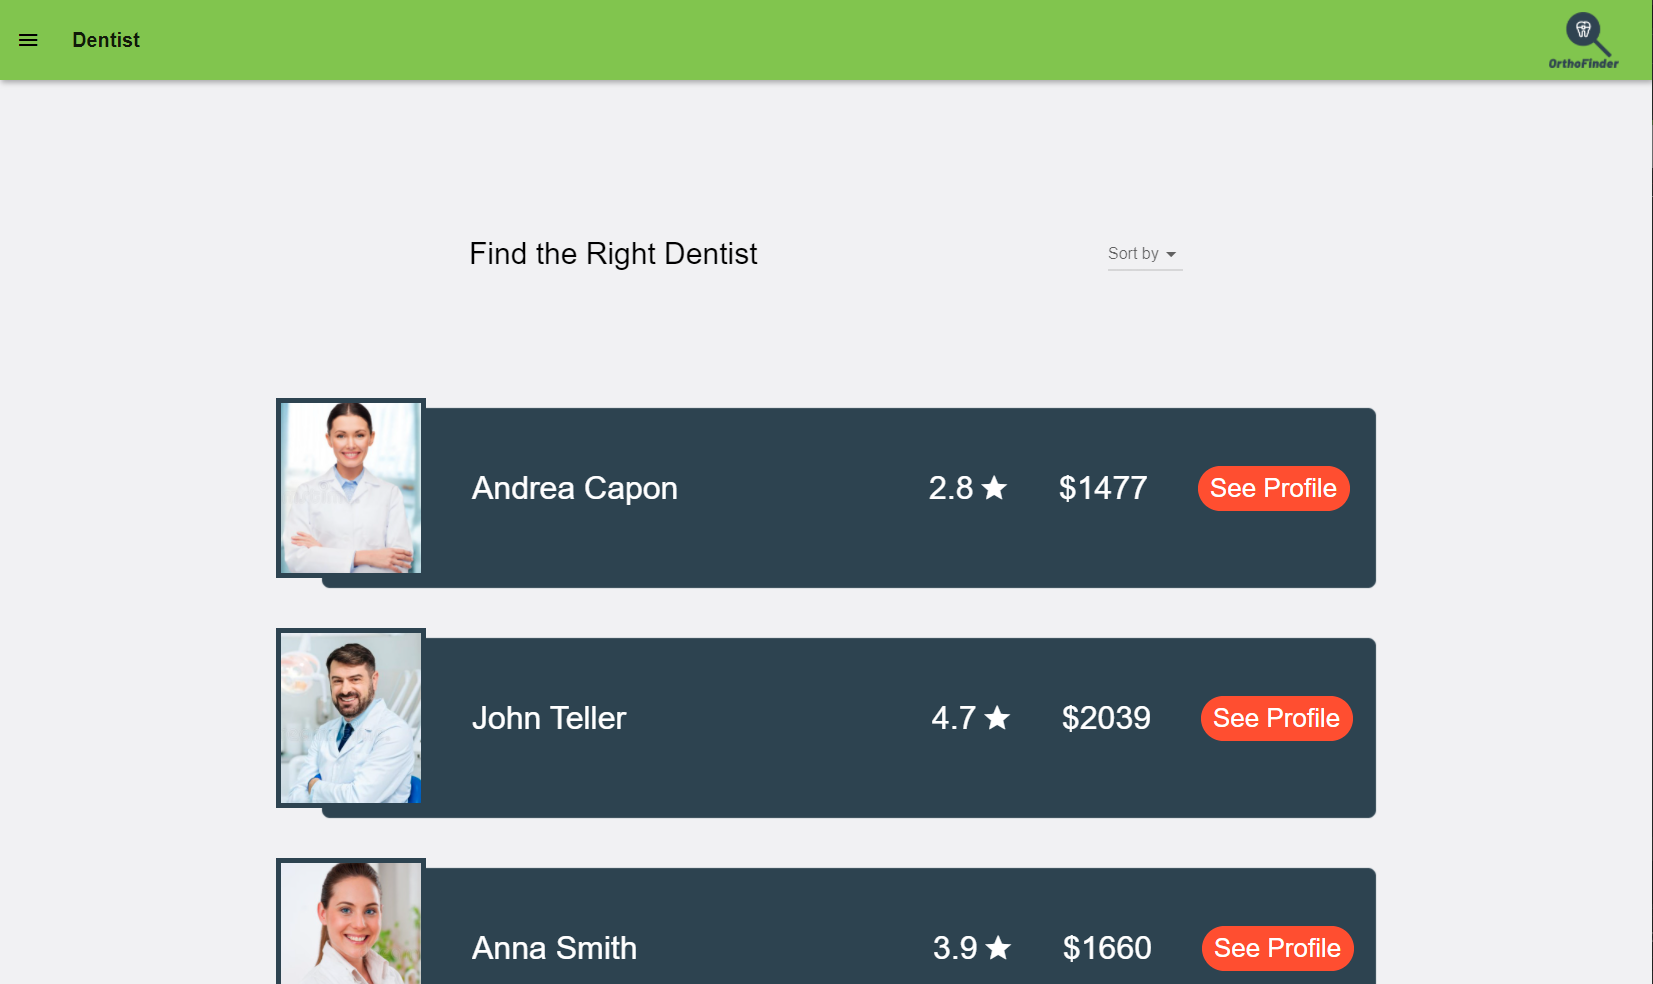 Dentist
OrthoFinder
Find the Right Dentist
Sort by
Andrea Capon 2.8 $1477 See Profile
John Teller 4.7 $2039 See Profile
Anna Smith 3.9 $1660 See Profile